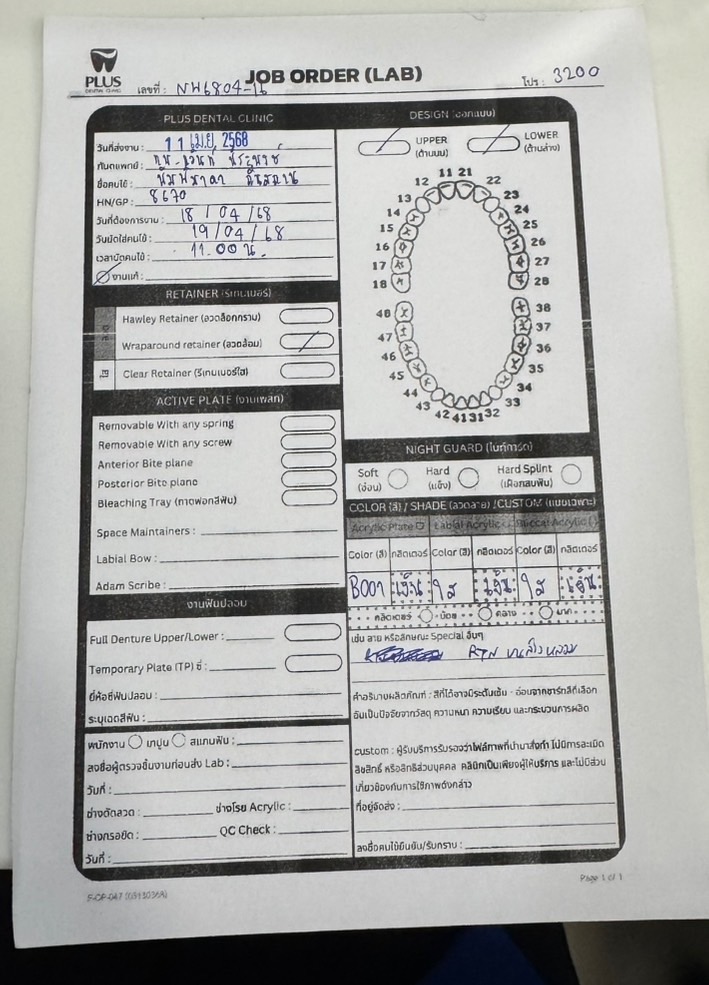 PLUS
DENTAL CLINIC
JOB ORDER (LAB)
เลขที่ : NW6804-16
โปร : 3200
PLUS DENTAL CLINIC
วันที่ส่งงาน : 11 เม.ย. 2568
ทันตแพทย์ :
ชื่อคนไข้ :
HN/GP : 8670
วันที่ต้องการงาน : 18 / 04 / 68
วันนัดใส่คนไข้ : 19 / 04 / 68
เวลานัดคนไข้ : 11.00 น.
งานแก้ :
RETAINER (รีเทนเนอร์)
Hawley Retainer (ลวดล็อกกราม)
Wraparound retainer (ลวดล้อม)
ใส
Clear Retainer (รีเทนเนอร์ใส)
ACTIVE PLATE (งานเพลท)
Removable With any spring
Removable With any screw
Anterior Bite plane
Posterior Bite plane
Bleaching Tray (ถาดฟอกสีฟัน)
Space Maintainers :
Labial Bow :
Adam Scribe :
งานฟันปลอม
Full Denture Upper/Lower :
Temporary Plate (TP) ซี่ :
ยี่ห้อซี่ฟันปลอม :
ระบุเฉดสีฟัน :
พนักงาน เทปูน สแกนฟัน :
ลงชื่อผู้ตรวจชิ้นงานก่อนส่ง Lab :
วันที่ :
ช่างดัดลวด : ช่างโรย Acrylic :
ช่างกรอขัด : QC Check :
วันที่ :
DESIGN (ออกแบบ)
UPPER
(ด้านบน)
LOWER
(ด้านล่าง)
11 21
12 22
13 23
14 24
15 25
16 26
17 27
18 28
48 38
47 37
46 36
45 35
44 34
43 33
42 41 31 32
NIGHT GUARD (ไนท์การ์ด)
Soft
(อ่อน)
Hard
(แข็ง)
Hard Splint
(เฝือกสบฟัน)
COLOR (สี) / SHADE (ลวดลาย) /CUSTOM (แบบเฉพาะ)
Acrylic Plate Labial Acrylic Buccal Acrylic
Color (สี) กลิตเตอร์ Color (สี) กลิตเตอร์ Color (สี) กลิตเตอร์
B001 เงิน ใส เงิน ใส เงิน
กลิตเตอร์ น้อย กลาง มาก
เช่น ลาย หรือลักษณะ Special อื่นๆ
RTN
คำอธิบายผลิตภัณฑ์ : สีที่ได้อาจมีระดับเข้ม - อ่อนจากชาร์ทสีที่เลือก
อันเป็นปัจจัยจากวัสดุ ความหนา ความเรียบ และกระบวนการผลิต
custom : ผู้รับบริการรับรองว่าไฟล์ภาพที่นำมาสั่งทำ ไม่มีการละเมิด
ลิขสิทธิ์ หรือสิทธิส่วนบุคคล คลินิกเป็นเพียงผู้ให้บริการ และไม่มีส่วน
เกี่ยวข้องกับการใช้ภาพดังกล่าว
ที่อยู่จัดส่ง :
ลงชื่อคนไข้ยืนยัน/รับทราบ :
Page 1 of 1